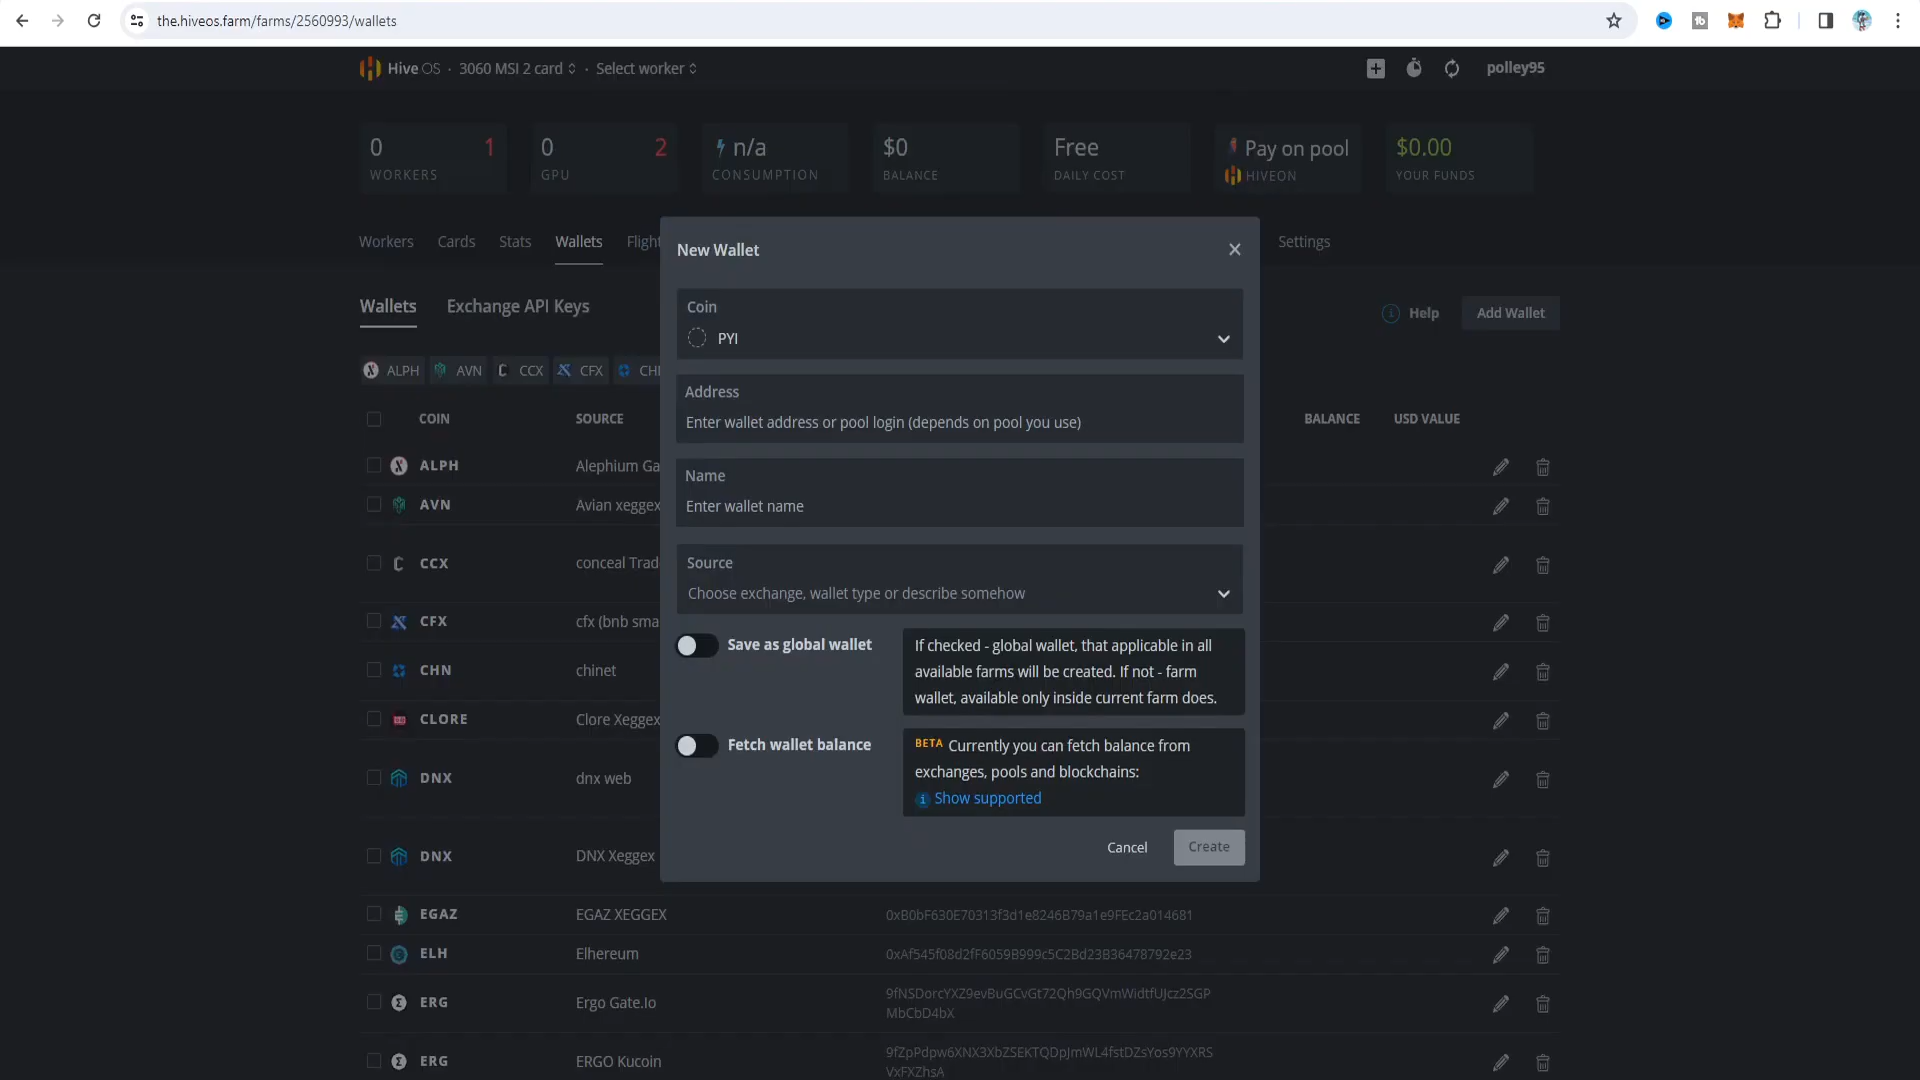 the.hiveos.farm/farms/2560993/wallets
Hive OS · 3060 MSI 2 card · Select worker
polley95
0 1
WORKERS
0 2
GPU
n/a
CONSUMPTION
$0
BALANCE
Free
DAILY COST
Pay on pool
HIVEON
$0.00
YOUR FUNDS
Workers Cards Stats Wallets Flight Settings
New Wallet
Wallets Exchange API Keys
Help Add Wallet
Coin
PYI
ALPH AVN CCX CFX CHI
Address
Enter wallet address or pool login (depends on pool you use)
COIN SOURCE BALANCE USD VALUE
ALPH Alephium Ga
Name
Enter wallet name
AVN Avian xeggex
CCX conceal Trad
Source
Choose exchange, wallet type or describe somehow
CFX cfx (bnb sma
Save as global wallet
If checked - global wallet, that applicable in all
available farms will be created. If not - farm
wallet, available only inside current farm does.
CHN chinet
CLORE Clore Xeggex
Fetch wallet balance
BETA Currently you can fetch balance from
exchanges, pools and blockchains:
Show supported
DNX dnx web
Cancel Create
DNX DNX Xeggex
EGAZ EGAZ XEGGEX 0xB0bF630E70313f3d1e8246B79a1e9FEc2a014681
ELH Elhereum 0xAf545f08d2fF6059B999c5C2Bd23B36478792e23
ERG Ergo Gate.Io 9fNSDorcYXZ9evBuGCvGt72Qh9GQVmWidtfUJcz2SGP
MbCbD4bX
ERG ERGO Kucoin 9fZpPdpw6XNX3XbZSEKTQDpJmWL4fstDZsYos9YYXRS
VxFXZhsA